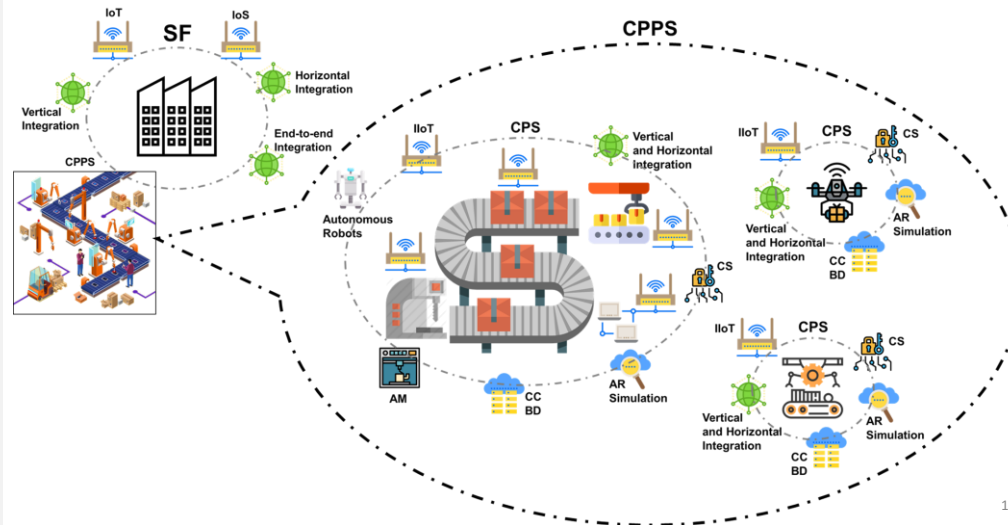 IoT
SF
IoS
Vertical
Integration
Horizontal
Integration
End-to-end
Integration
CPPS
CPPS
IIoT
CPS
Vertical
and Horizontal
Integration
Autonomous
Robots
CS
AM
CC
BD
AR
Simulation
IIoT
CPS
CS
Vertical
and Horizontal
Integration
AR
Simulation
CC
BD
IIoT
CPS
CS
Vertical
and Horizontal
Integration
AR
Simulation
CC
BD
1